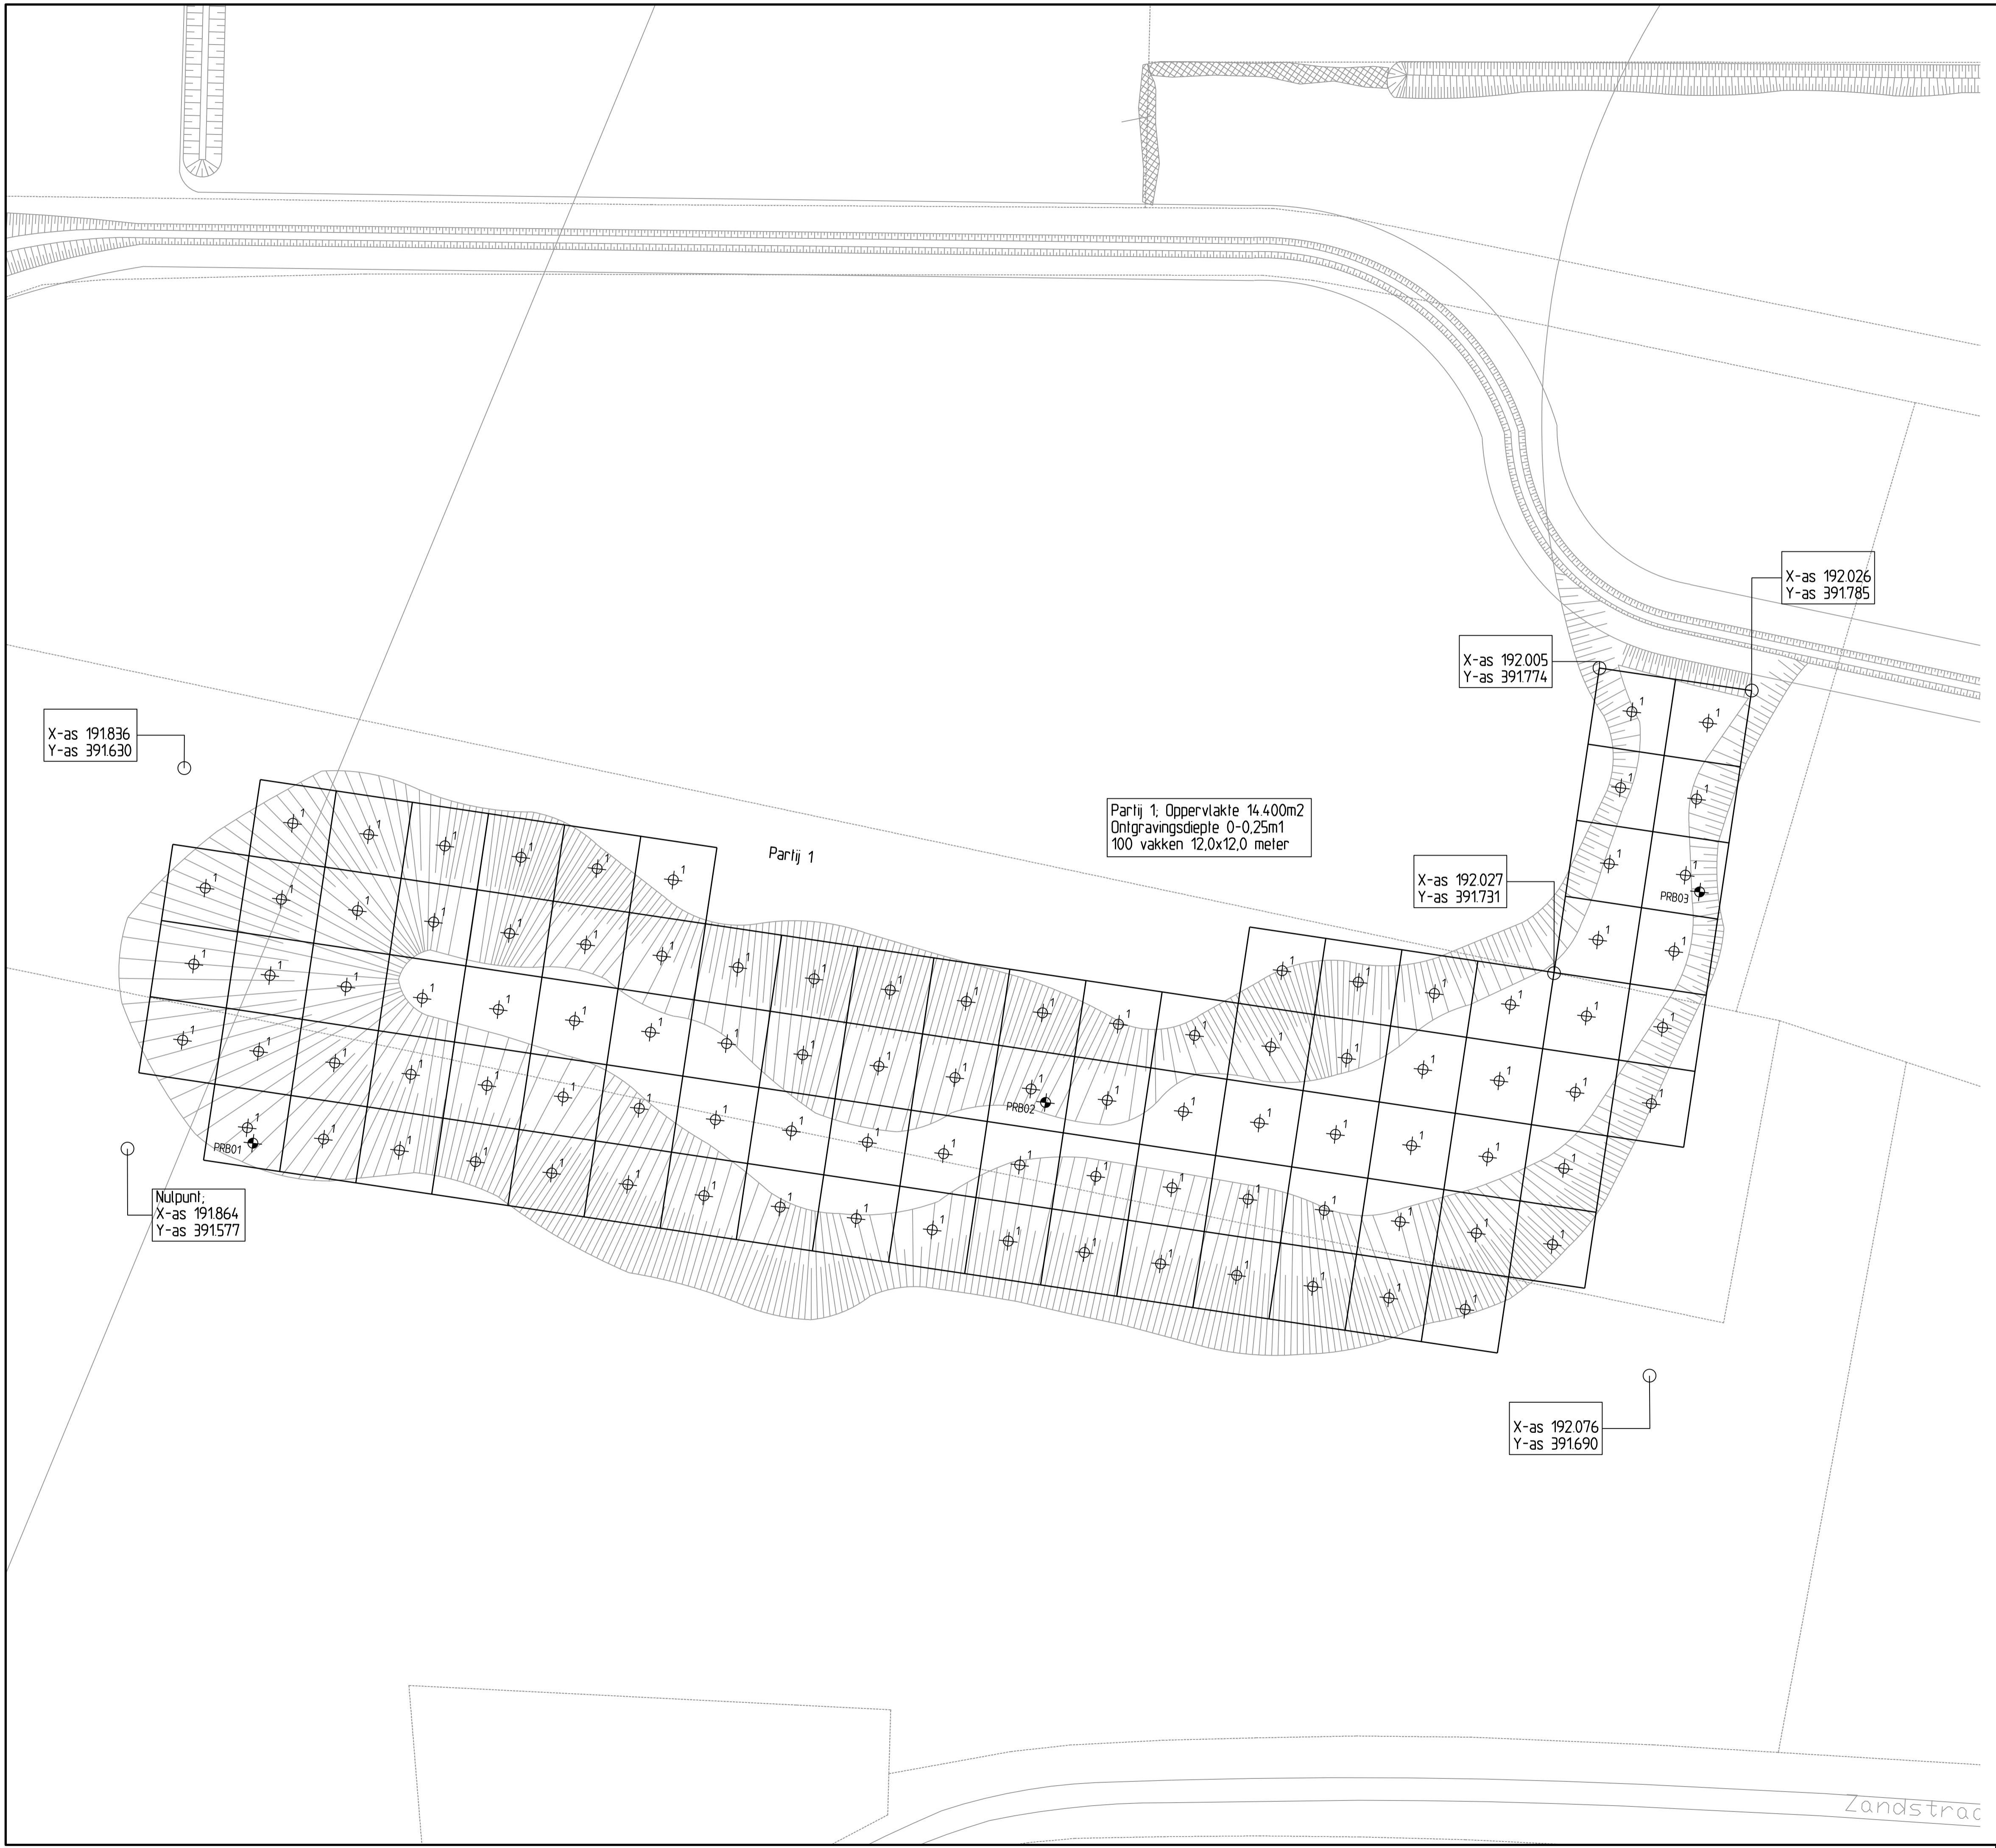 X-as 192.026
Y-as 391.785
X-as 192.005
Y-as 391.774
X-as 191.836
Y-as 391.630
Partij 1; Oppervlakte 14.400m2
Ontgravingsdiepte 0-0,25m1
100 vakken 12,0x12,0 meter
Partij 1
X-as 192.027
Y-as 391.731
PRB03
PRB02
PRB01
Nulpunt;
X-as 191.864
Y-as 391.577
X-as 192.076
Y-as 391.690
Zandstraa